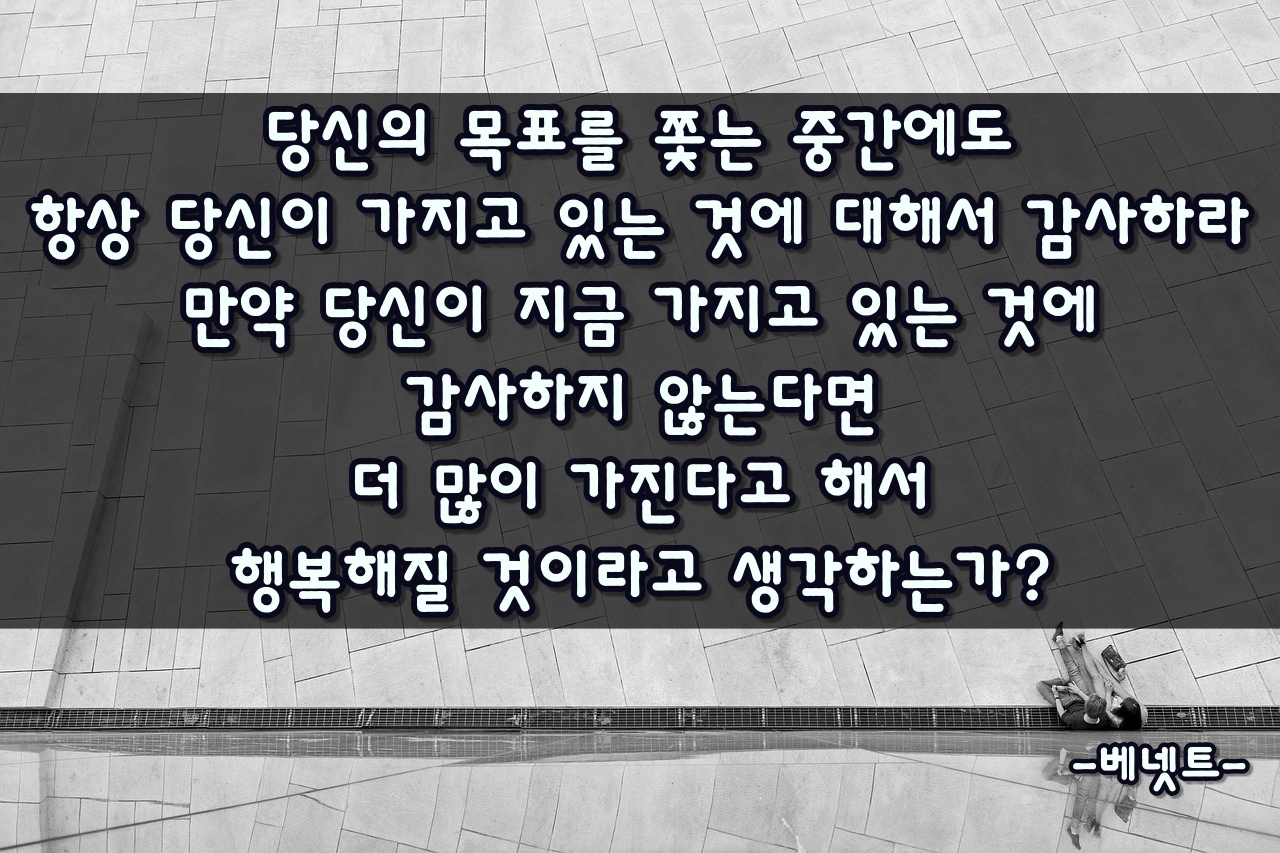 당신의 목표를 쫓는 중간에도
항상 당신이 가지고 있는 것에 대해서 감사하라
만약 당신이 지금 가지고 있는 것에
감사하지 않는다면
더 많이 가진다고 해서
행복해질 것이라고 생각하는가?
-베넷트-